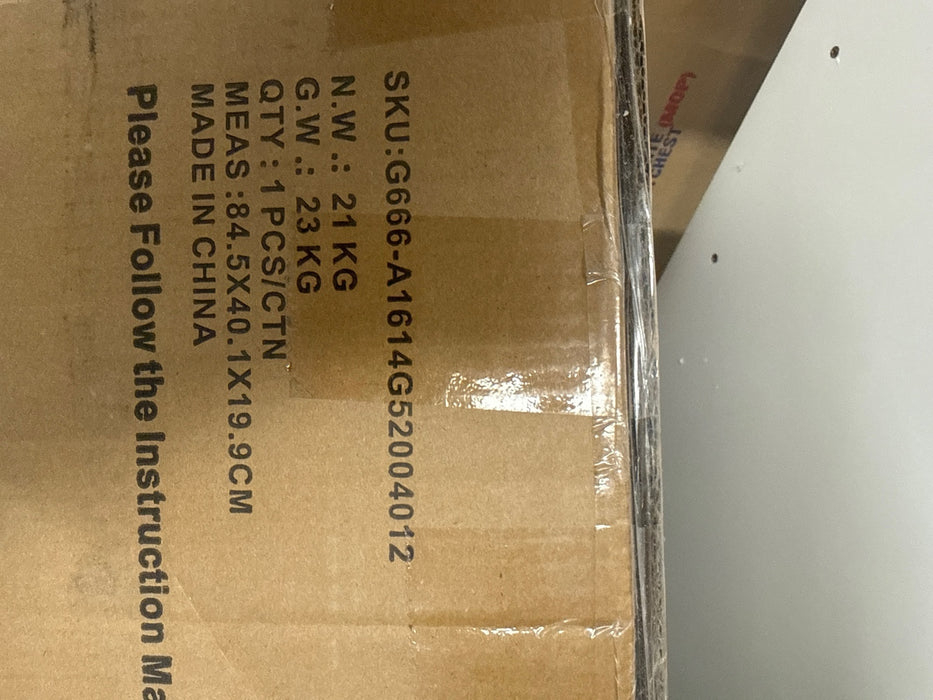 SKU:G666-A1614G52004012
N.W .: 21 KG
G.W .: 23 KG
QTY : 1 PCS/CTN
MEAS :84.5X40.1X19.9CM
MADE IN CHINA
Please Follow the Instruction Ma
CHEST